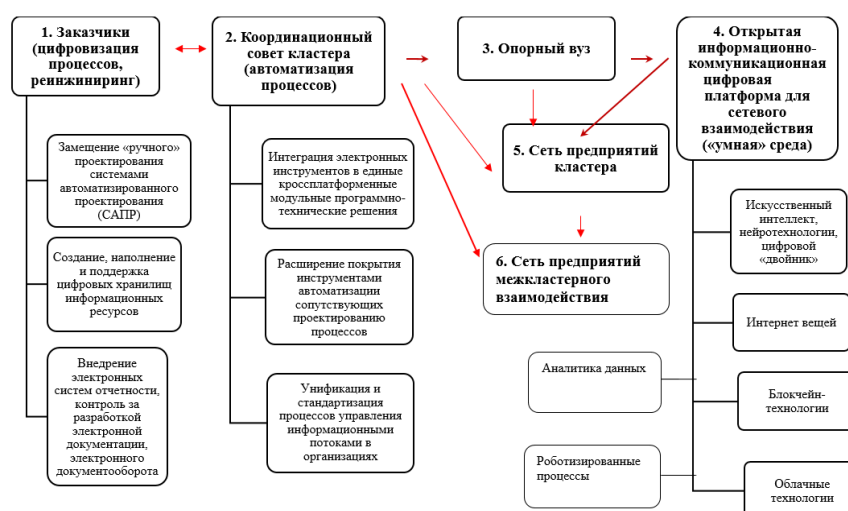 1. Заказчики
(цифровизация
процессов,
реинжиниринг)
Замещение «ручного»
проектирования
системами
автоматизированного
проектирования
(САПР)
Создание, наполнение
и поддержка
цифровых хранилищ
информационных
ресурсов
Внедрение
электронных
систем отчетности,
контроль за
разработкой
электронной
документации,
электронного
документооборота
2. Координационный
совет кластера
(автоматизация
процессов)
Интеграция электронных
инструментов в единые
кроссплатформенные
модульные программно-
технические решения
Расширение покрытия
инструментами
автоматизации
сопутствующих
проектированию
процессов
Унификация и
стандартизация
процессов управления
информационными
потоками в
организациях
3. Опорный вуз
5. Сеть предприятий
кластера
6. Сеть предприятий
межкластерного
взаимодействия
Аналитика данных
Роботизированные
процессы
4. Открытая
информационно-
коммуникационная
цифровая
платформа для
сетевого
взаимодействия
(«умная» среда)
Искусственный
интеллект,
нейротехнологии,
цифровой
«двойник»
Интернет вещей
Блокчейн-
технологии
Облачные
технологии